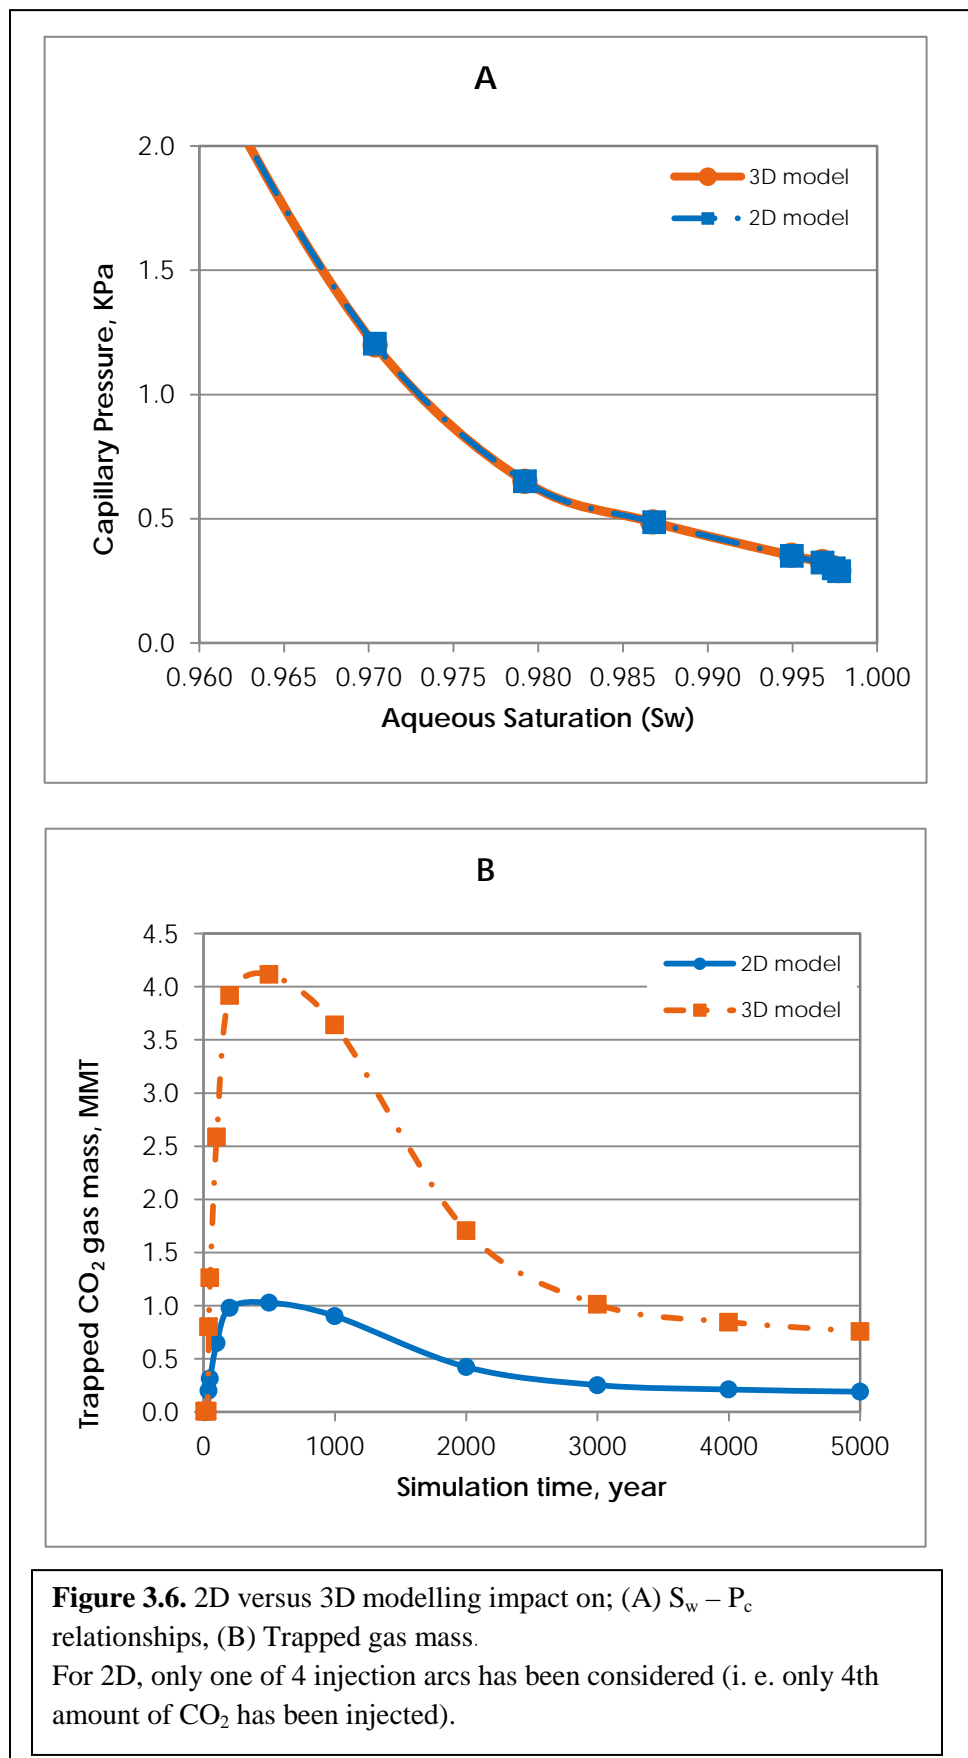 A
2.0
1.5
1.0
0.5
0.0
Capillary Pressure, KPa
3D model
2D model
0.960 0.965 0.970 0.975 0.980 0.985 0.990 0.995 1.000
Aqueous Saturation (Sw)
B
4.5
4.0
3.5
3.0
2.5
2.0
1.5
1.0
0.5
0.0
Trapped CO₂ gas mass, MMT
2D model
3D model
0 1000 2000 3000 4000 5000
Simulation time, year
Figure 3.6. 2D versus 3D modelling impact on; (A) Sw – Pc
relationships, (B) Trapped gas mass.
For 2D, only one of 4 injection arcs has been considered (i. e. only 4th
amount of CO₂ has been injected).